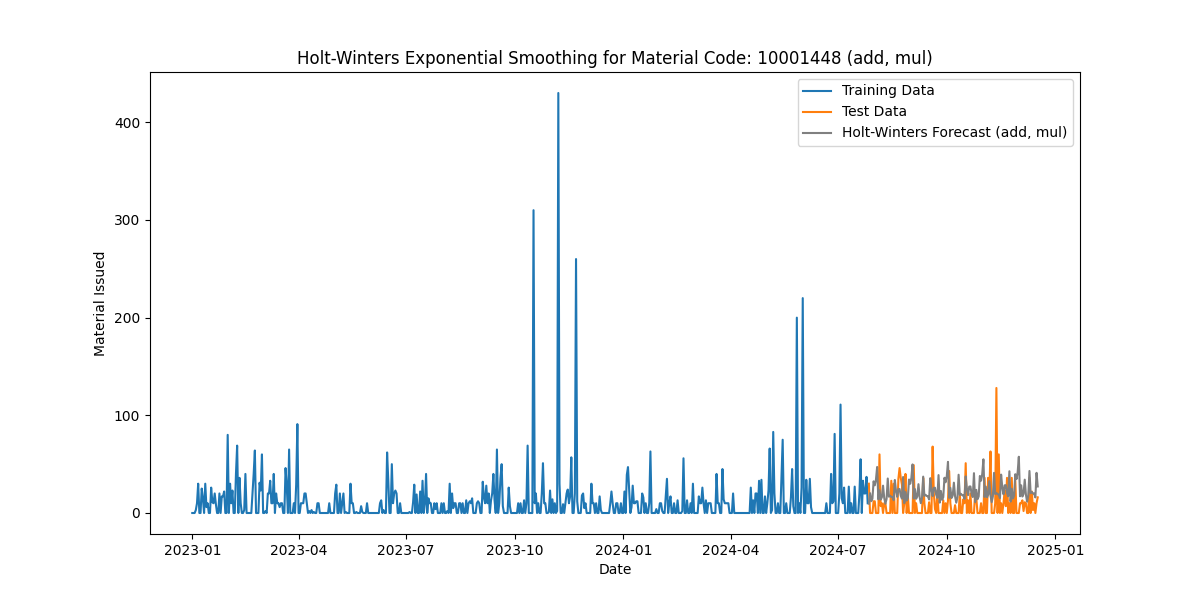 Holt-Winters Exponential Smoothing for Material Code: 10001448 (add, mul)
Training Data
Test Data
Holt-Winters Forecast (add, mul)
Material Issued
400
300
200
100
0
2023-01
2023-04
2023-07
2023-10
2024-01
2024-04
2024-07
2024-10
2025-01
Date